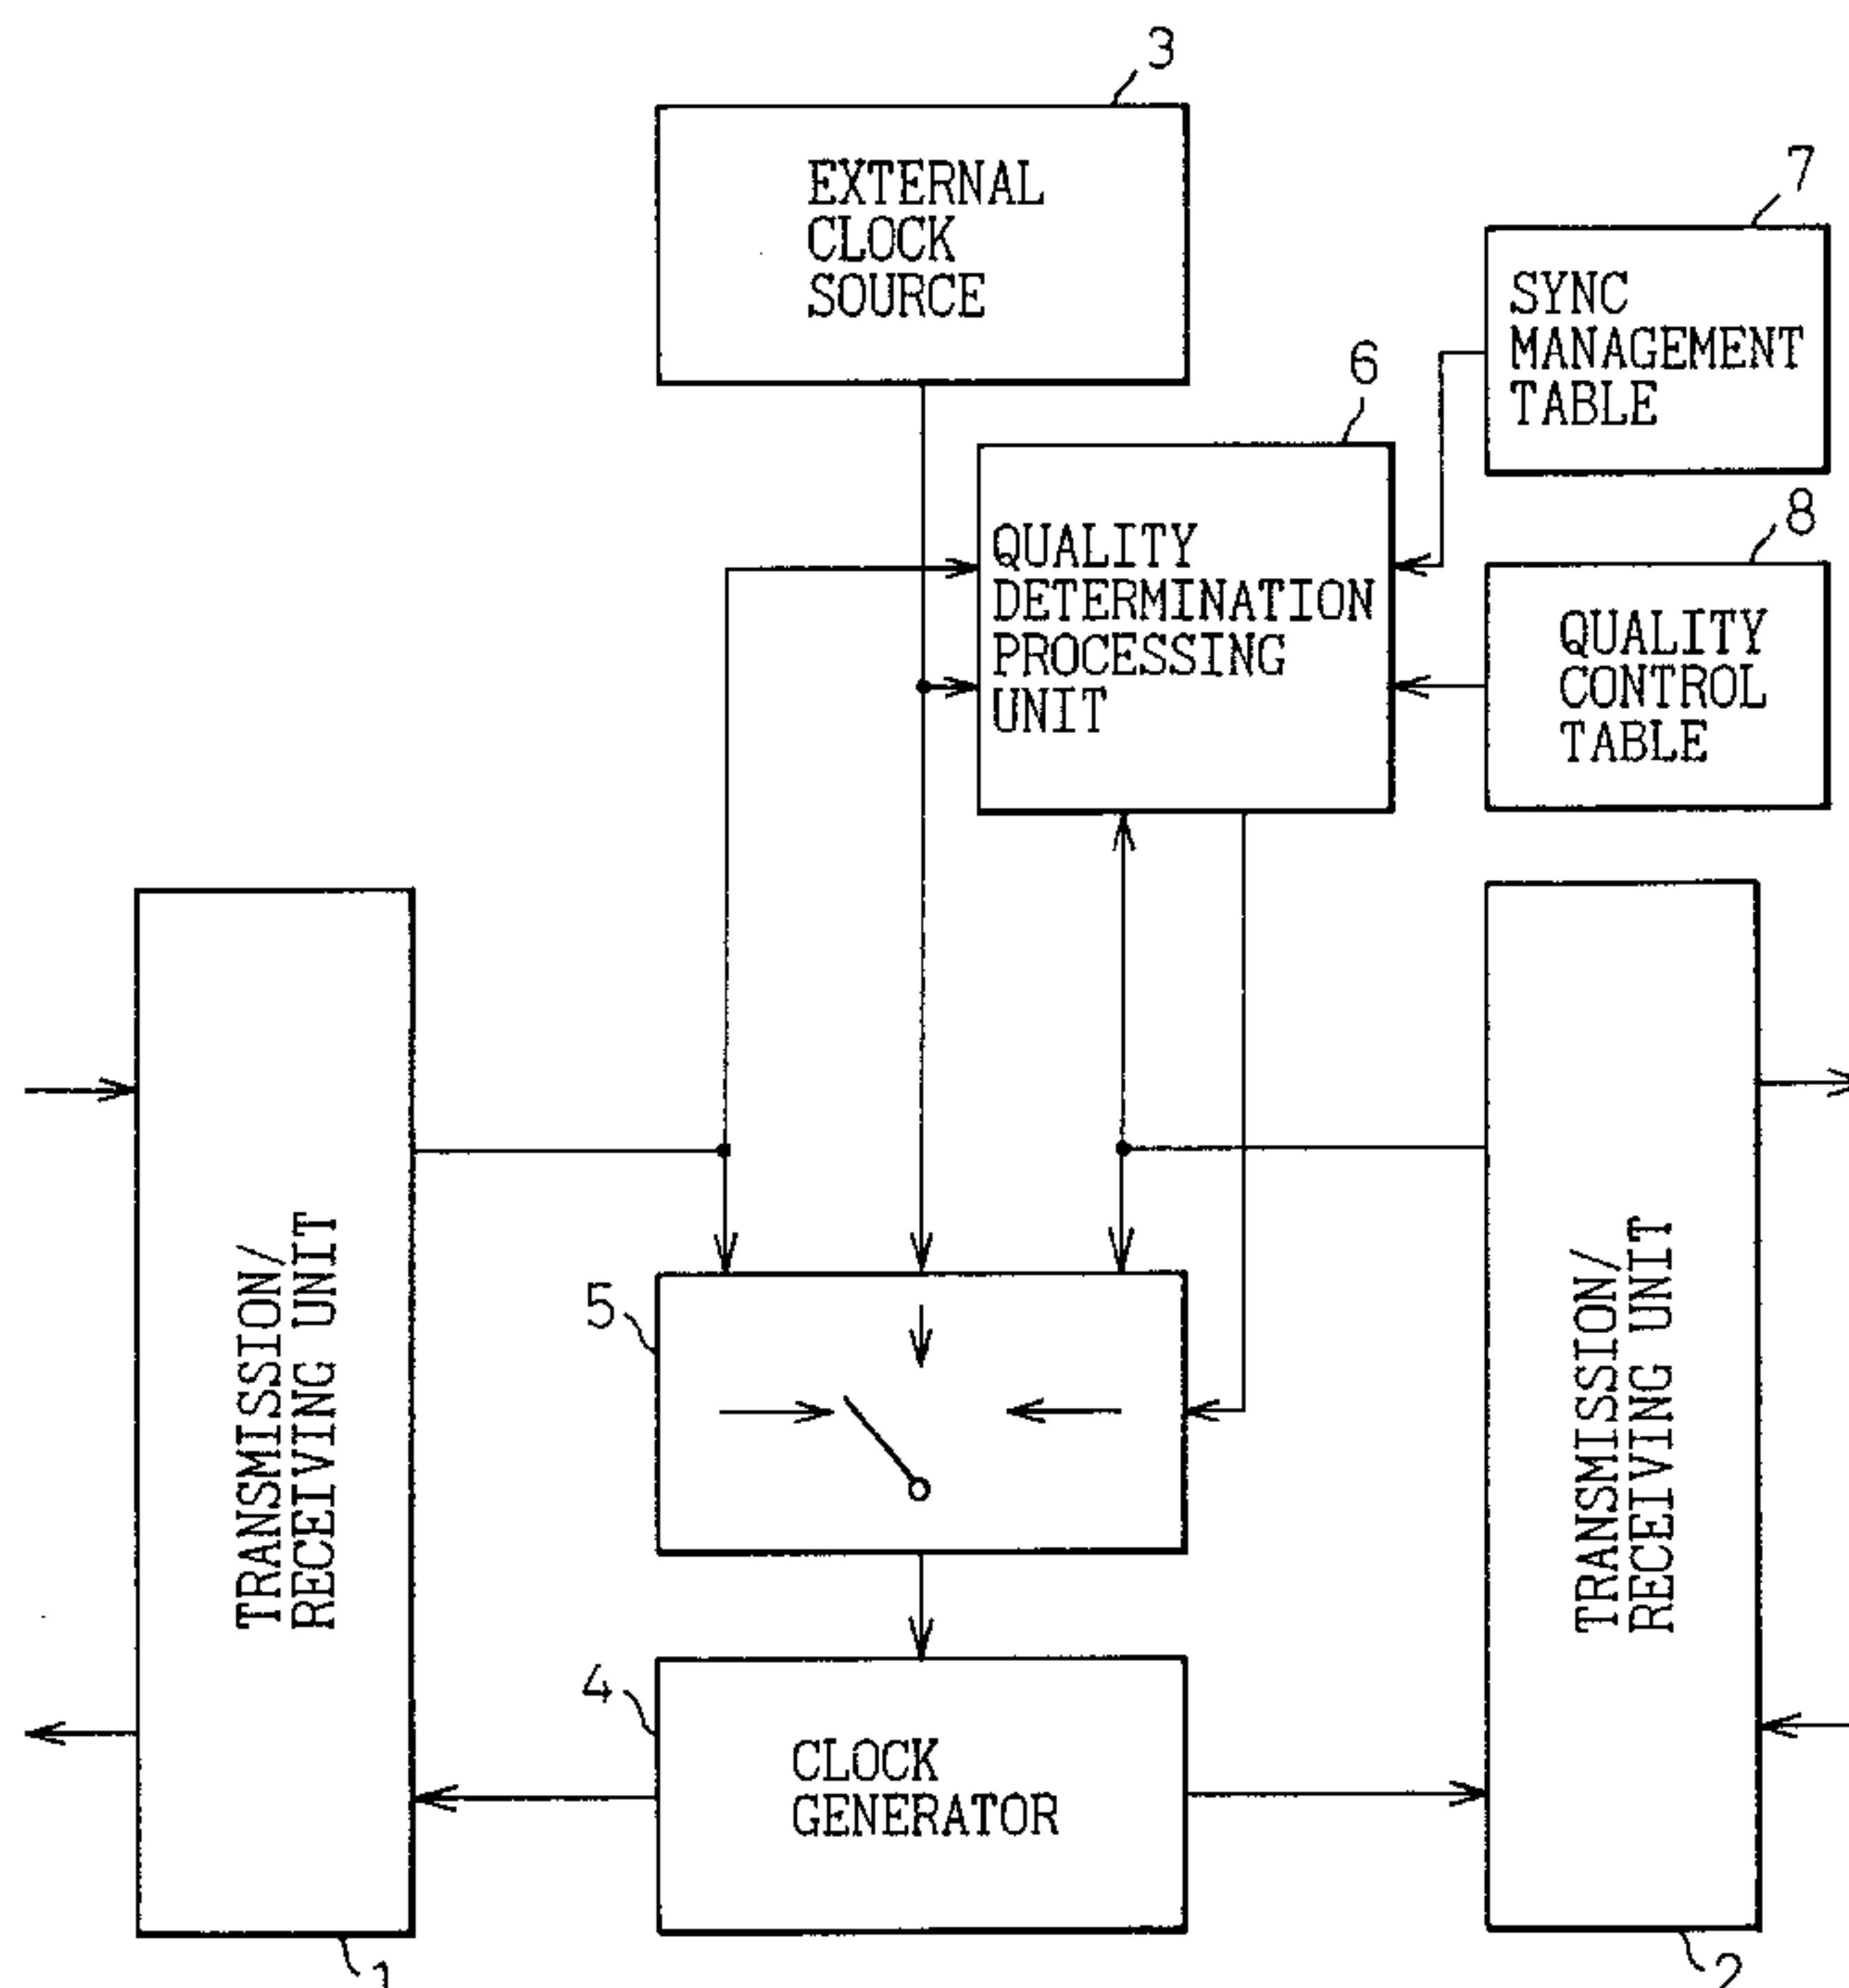 3
EXTERNAL
CLOCK
SOURCE
7
SYNC
MANAGEMENT
TABLE
6
QUALITY
DETERMINATION
PROCESSING
UNIT
8
QUALITY
CONTROL
TABLE
TRANSMISSION/
RECEIVING UNIT
5
TRANSMISSION/
RECEIVING UNIT
4
CLOCK
GENERATOR
1
2